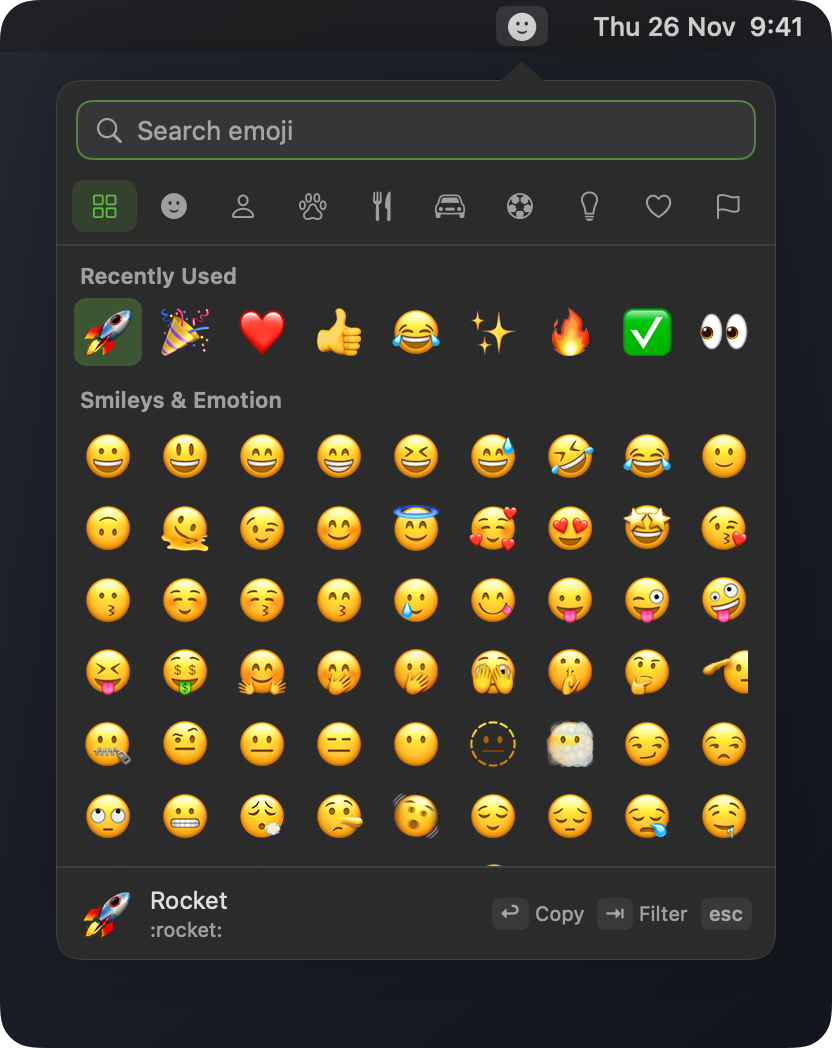 Thu 26 Nov 9:41
Search emoji
Recently Used
Smileys & Emotion
Rocket
:rocket:
Copy
Filter
esc